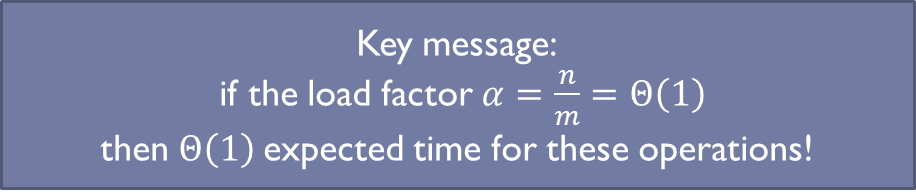 Key message:
if the load factor 𝛼 = 𝑛/𝑚 = Θ(1)
then Θ(1) expected time for these operations!